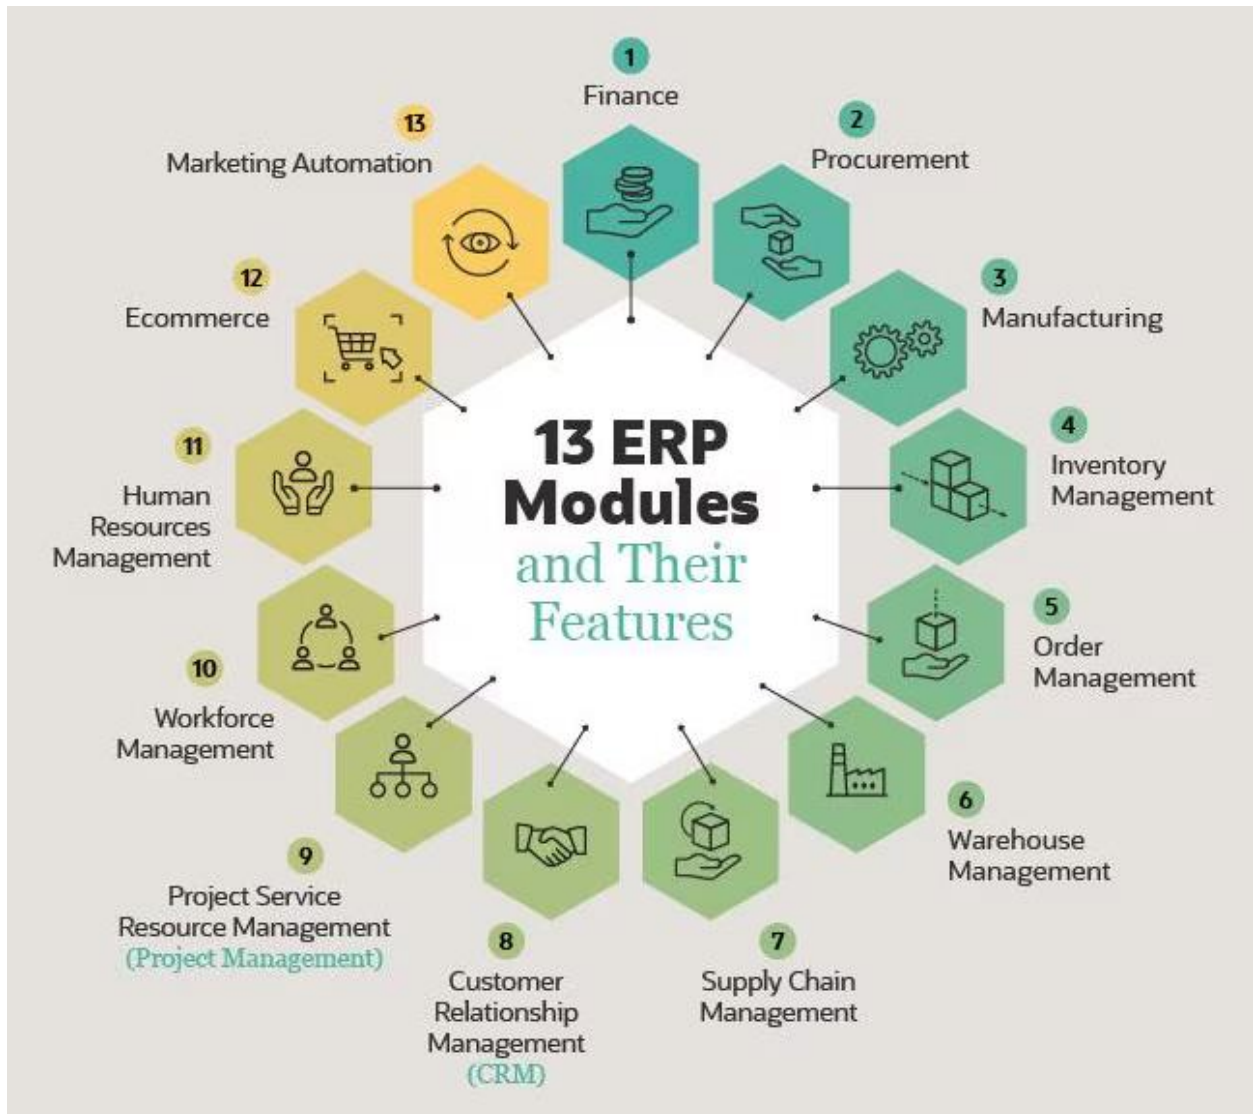 13 ERP
Modules
and Their
Features
1
Finance
2
Procurement
3
Manufacturing
4
Inventory
Management
5
Order
Management
6
Warehouse
Management
7
Supply Chain
Management
8
Customer
Relationship
Management
(CRM)
9
Project Service
Resource Management
(Project Management)
10
Workforce
Management
11
Human
Resources
Management
12
Ecommerce
13
Marketing Automation